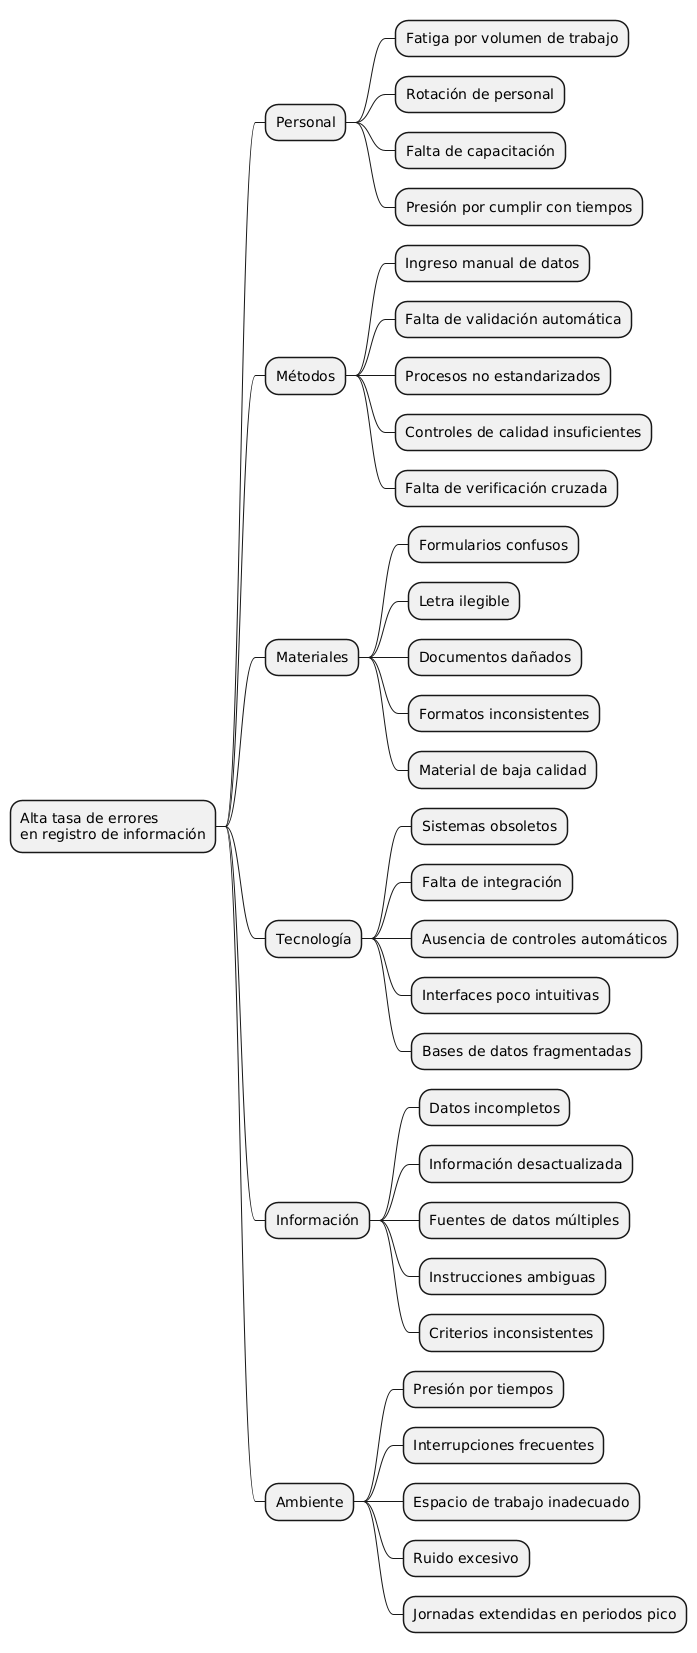 Alta tasa de errores
en registro de información
Personal
Fatiga por volumen de trabajo
Rotación de personal
Falta de capacitación
Presión por cumplir con tiempos
Métodos
Ingreso manual de datos
Falta de validación automática
Procesos no estandarizados
Controles de calidad insuficientes
Falta de verificación cruzada
Materiales
Formularios confusos
Letra ilegible
Documentos dañados
Formatos inconsistentes
Material de baja calidad
Tecnología
Sistemas obsoletos
Falta de integración
Ausencia de controles automáticos
Interfaces poco intuitivas
Bases de datos fragmentadas
Información
Datos incompletos
Información desactualizada
Fuentes de datos múltiples
Instrucciones ambiguas
Criterios inconsistentes
Ambiente
Presión por tiempos
Interrupciones frecuentes
Espacio de trabajo inadecuado
Ruido excesivo
Jornadas extendidas en periodos pico